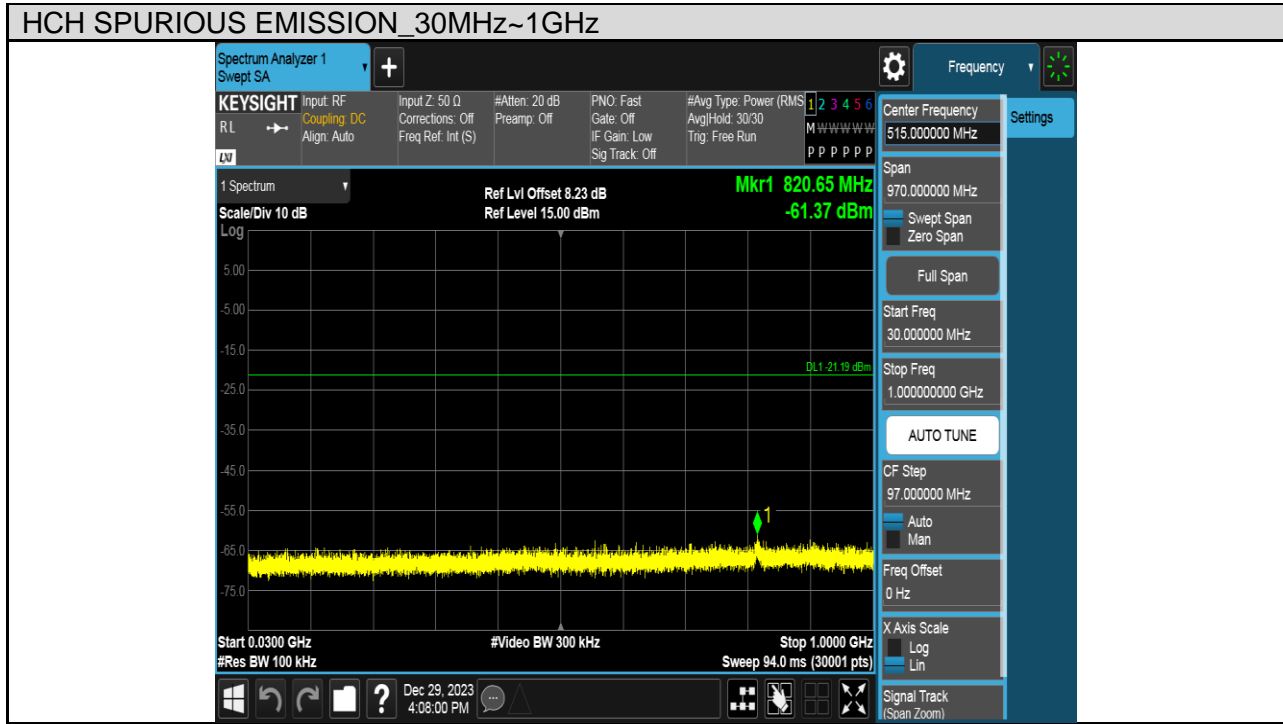 HCH SPURIOUS EMISSION_30MHz~1GHz
Spectrum Analyzer 1
Swept SA
Frequency
KEYSIGHT Input: RF Input Z: 50 Ω #Atten: 20 dB PNO: Fast #Avg Type: Power (RMS 1 2 3 4 5 6
RL Coupling: DC Corrections: Off Preamp: Off Gate: Off Avg|Hold: 30/30 M W W W W W
Align: Auto Freq Ref: Int (S) IF Gain: Low Trig: Free Run
LXI Sig Track: Off P P P P P P
1 Spectrum Ref Lvl Offset 8.23 dB Mkr1 820.65 MHz
Scale/Div 10 dB Ref Level 15.00 dBm -61.37 dBm
Log
5.00
-5.00
-15.0
DL1 -21.19 dBm
-25.0
-35.0
-45.0
-55.0
1
-65.0
-75.0
Start 0.0300 GHz #Video BW 300 kHz Stop 1.0000 GHz
#Res BW 100 kHz Sweep 94.0 ms (30001 pts)
? Dec 29, 2023
4:08:00 PM
Center Frequency
515.000000 MHz
Settings
Span
970.000000 MHz
Swept Span
Zero Span
Full Span
Start Freq
30.000000 MHz
Stop Freq
1.000000000 GHz
AUTO TUNE
CF Step
97.000000 MHz
Auto
Man
Freq Offset
0 Hz
X Axis Scale
Log
Lin
Signal Track
(Span Zoom)